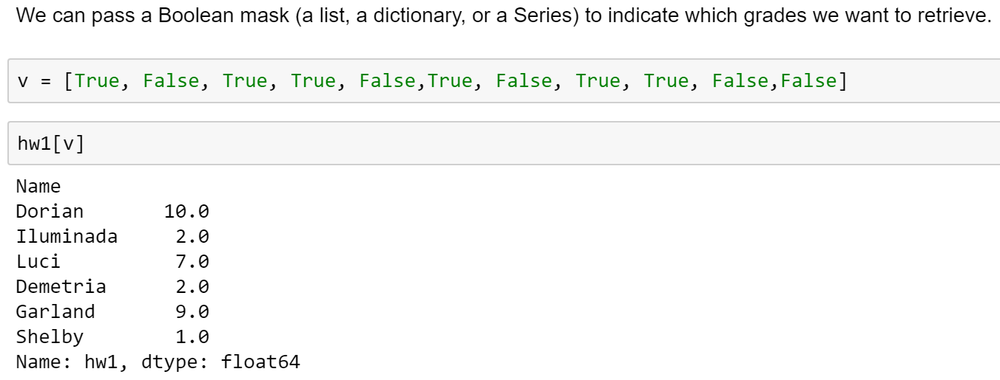 We can pass a Boolean mask (a list, a dictionary, or a Series) to indicate which grades we want to retrieve.
v = [True, False, True, True, False,True, False, True, True, False,False]
hw1[v]
Name
Dorian       10.0
Iluminada     2.0
Luci          7.0
Demetria      2.0
Garland       9.0
Shelby        1.0
Name: hw1, dtype: float64